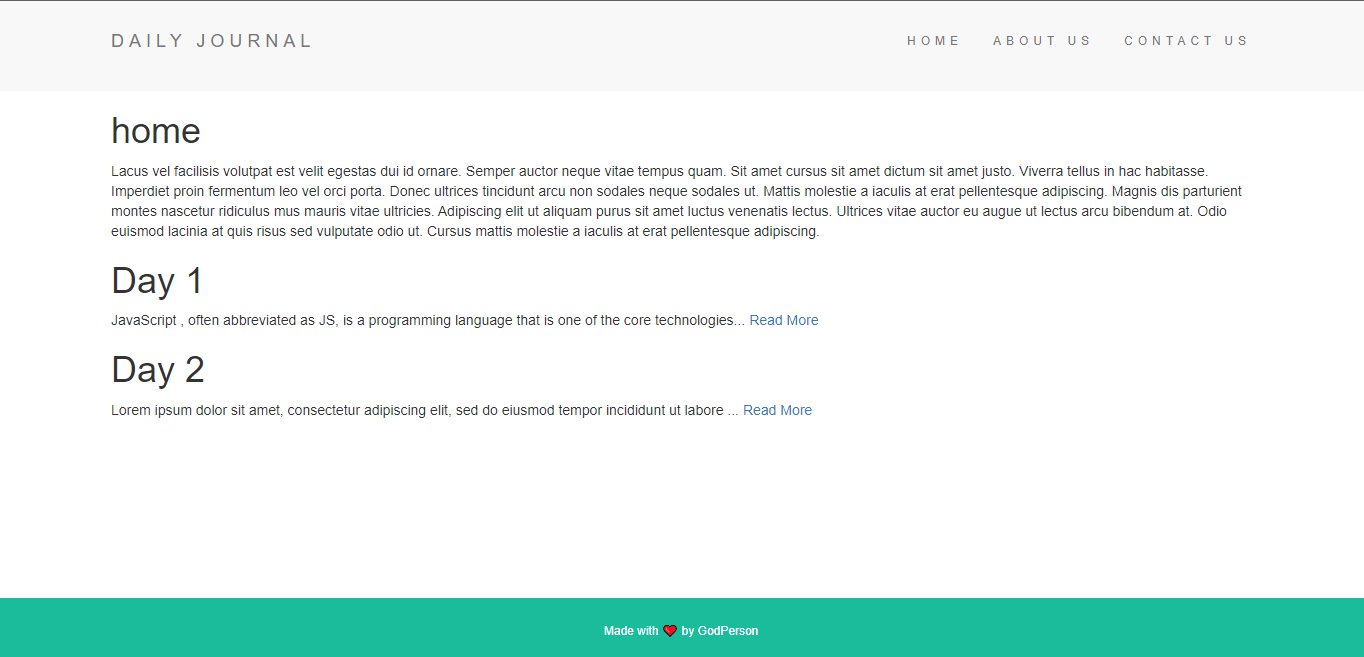 DAILY JOURNAL
HOME ABOUT US CONTACT US
home
Lacus vel facilisis volutpat est velit egestas dui id ornare. Semper auctor neque vitae tempus quam. Sit amet cursus sit amet dictum sit amet justo. Viverra tellus in hac habitasse.
Imperdiet proin fermentum leo vel orci porta. Donec ultrices tincidunt arcu non sodales neque sodales ut. Mattis molestie a iaculis at erat pellentesque adipiscing. Magnis dis parturient
montes nascetur ridiculus mus mauris vitae ultricies. Adipiscing elit ut aliquam purus sit amet luctus venenatis lectus. Ultrices vitae auctor eu augue ut lectus arcu bibendum at. Odio
euismod lacinia at quis risus sed vulputate odio ut. Cursus mattis molestie a iaculis at erat pellentesque adipiscing.
Day 1
JavaScript , often abbreviated as JS, is a programming language that is one of the core technologies... Read More
Day 2
Lorem ipsum dolor sit amet, consectetur adipiscing elit, sed do eiusmod tempor incididunt ut labore ... Read More
Made with ❤ by GodPerson